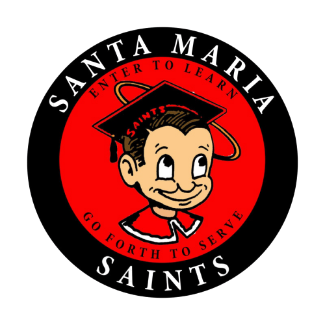 SANTA MARIA
ENTER TO LEARN
SAINTS
GO FORTH TO SERVE
SAINTS